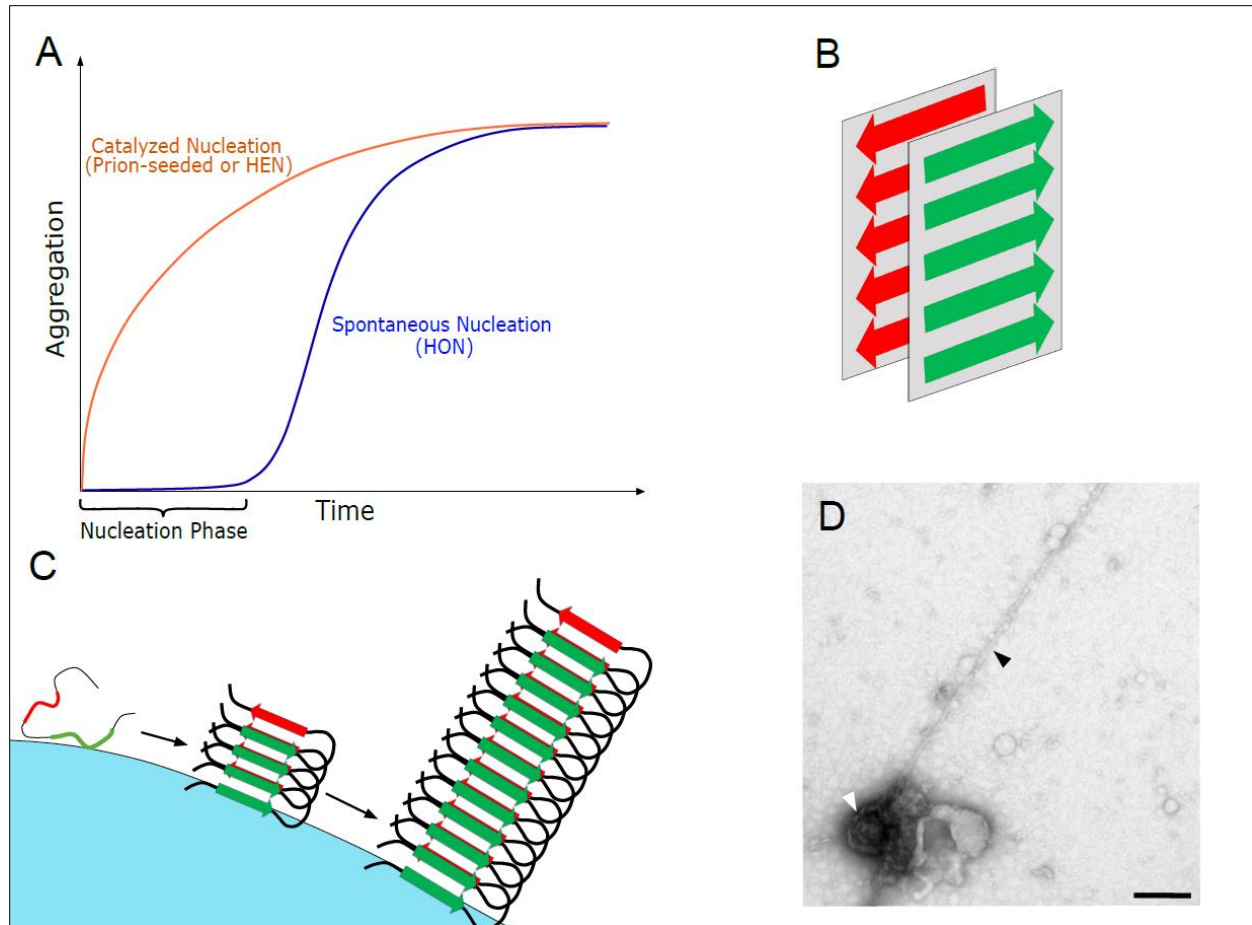 A
Catalyzed Nucleation
(Prion-seeded or HEN)
Aggregation
Spontaneous Nucleation
(HON)
Time
Nucleation Phase
B
C
D